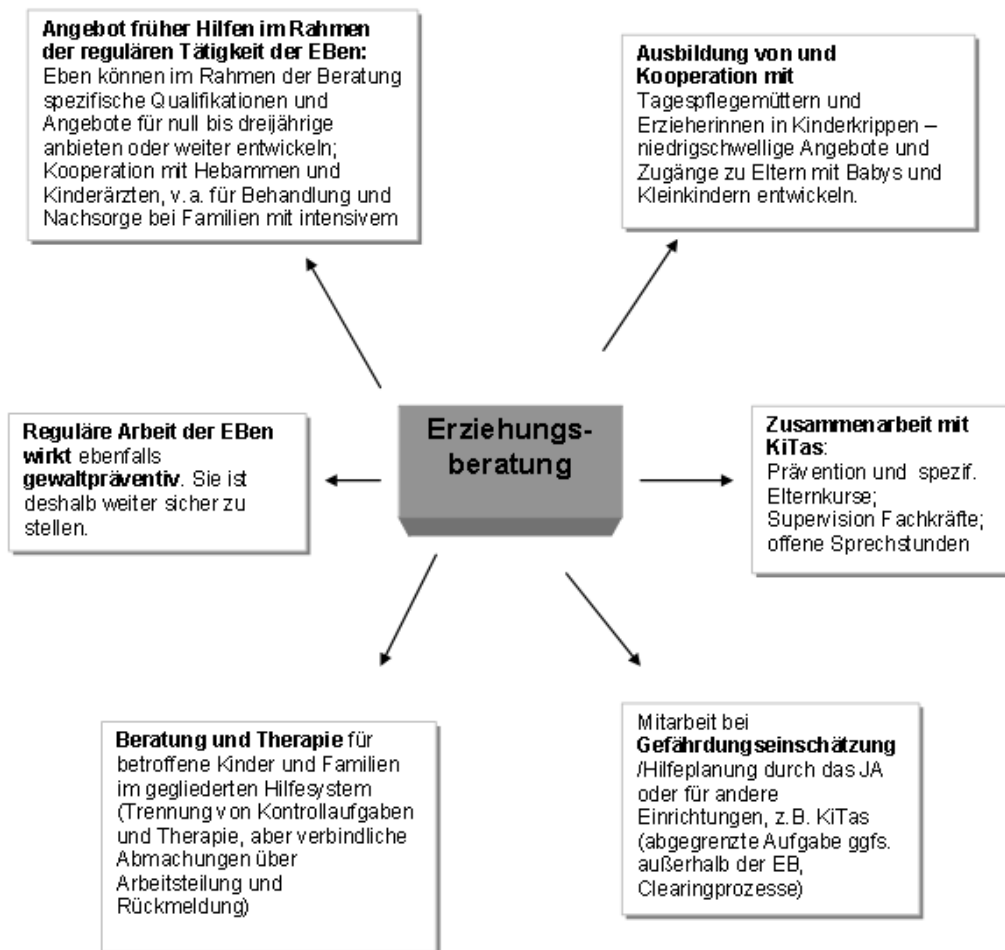 Angebot früher Hilfen im Rahmen
der regulären Tätigkeit der EBen:
Eben können im Rahmen der Beratung
spezifische Qualifikationen und
Angebote für null bis dreijährige
anbieten oder weiter entwickeln;
Kooperation mit Hebammen und
Kinderärzten, v. a. für Behandlung und
Nachsorge bei Familien mit intensivem
Ausbildung von und
Kooperation mit
Tagespflegemüttern und
Erzieherinnen in Kinderkrippen –
niedrigschwellige Angebote und
Zugänge zu Eltern mit Babys und
Kleinkindern entwickeln.
Reguläre Arbeit der EBen
wirkt ebenfalls
gewaltpräventiv. Sie ist
deshalb weiter sicher zu
stellen.
Erziehungs-
beratung
Zusammenarbeit mit
KiTas:
Prävention und spezif.
Elternkurse;
Supervision Fachkräfte;
offene Sprechstunden
Beratung und Therapie für
betroffene Kinder und Familien
im gegliederten Hilfesystem
(Trennung von Kontrollaufgaben
und Therapie, aber verbindliche
Abmachungen über
Arbeitsteilung und
Rückmeldung)
Mitarbeit bei
Gefährdungseinschätzung
/Hilfeplanung durch das JA
oder für andere
Einrichtungen, z.B. KiTas
(abgegrenzte Aufgabe ggfs.
außerhalb der EB,
Clearingprozesse)